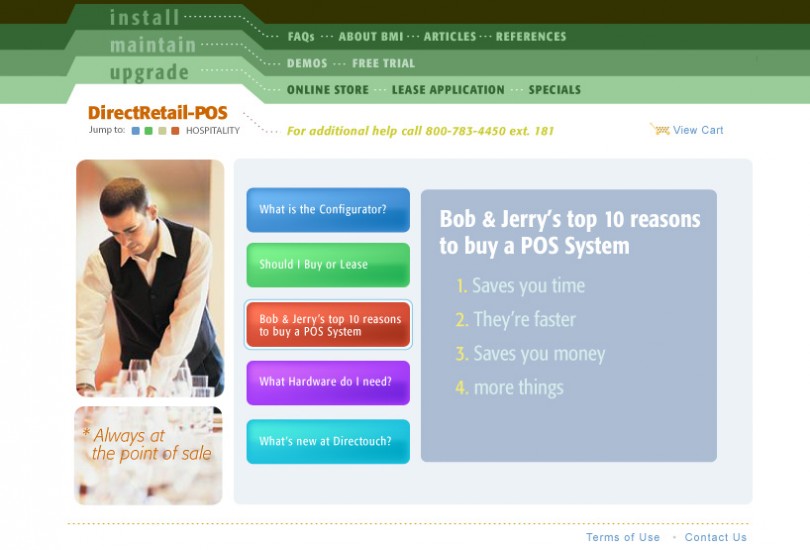 install
FAQs ··· ABOUT BMI ··· ARTICLES ··· REFERENCES
maintain
DEMOS ··· FREE TRIAL
upgrade
ONLINE STORE ··· LEASE APPLICATION ··· SPECIALS
DirectRetail-POS
Jump to: HOSPITALITY
For additional help call 800-783-4450 ext. 181
View Cart
What is the Configurator?
Should I Buy or Lease
Bob & Jerry's top 10 reasons
to buy a POS System
What Hardware do I need?
What's new at Directouch?
Bob & Jerry's top 10 reasons
to buy a POS System
1. Saves you time
2. They're faster
3. Saves you money
4. more things
* Always at
the point of sale
Terms of Use • Contact Us